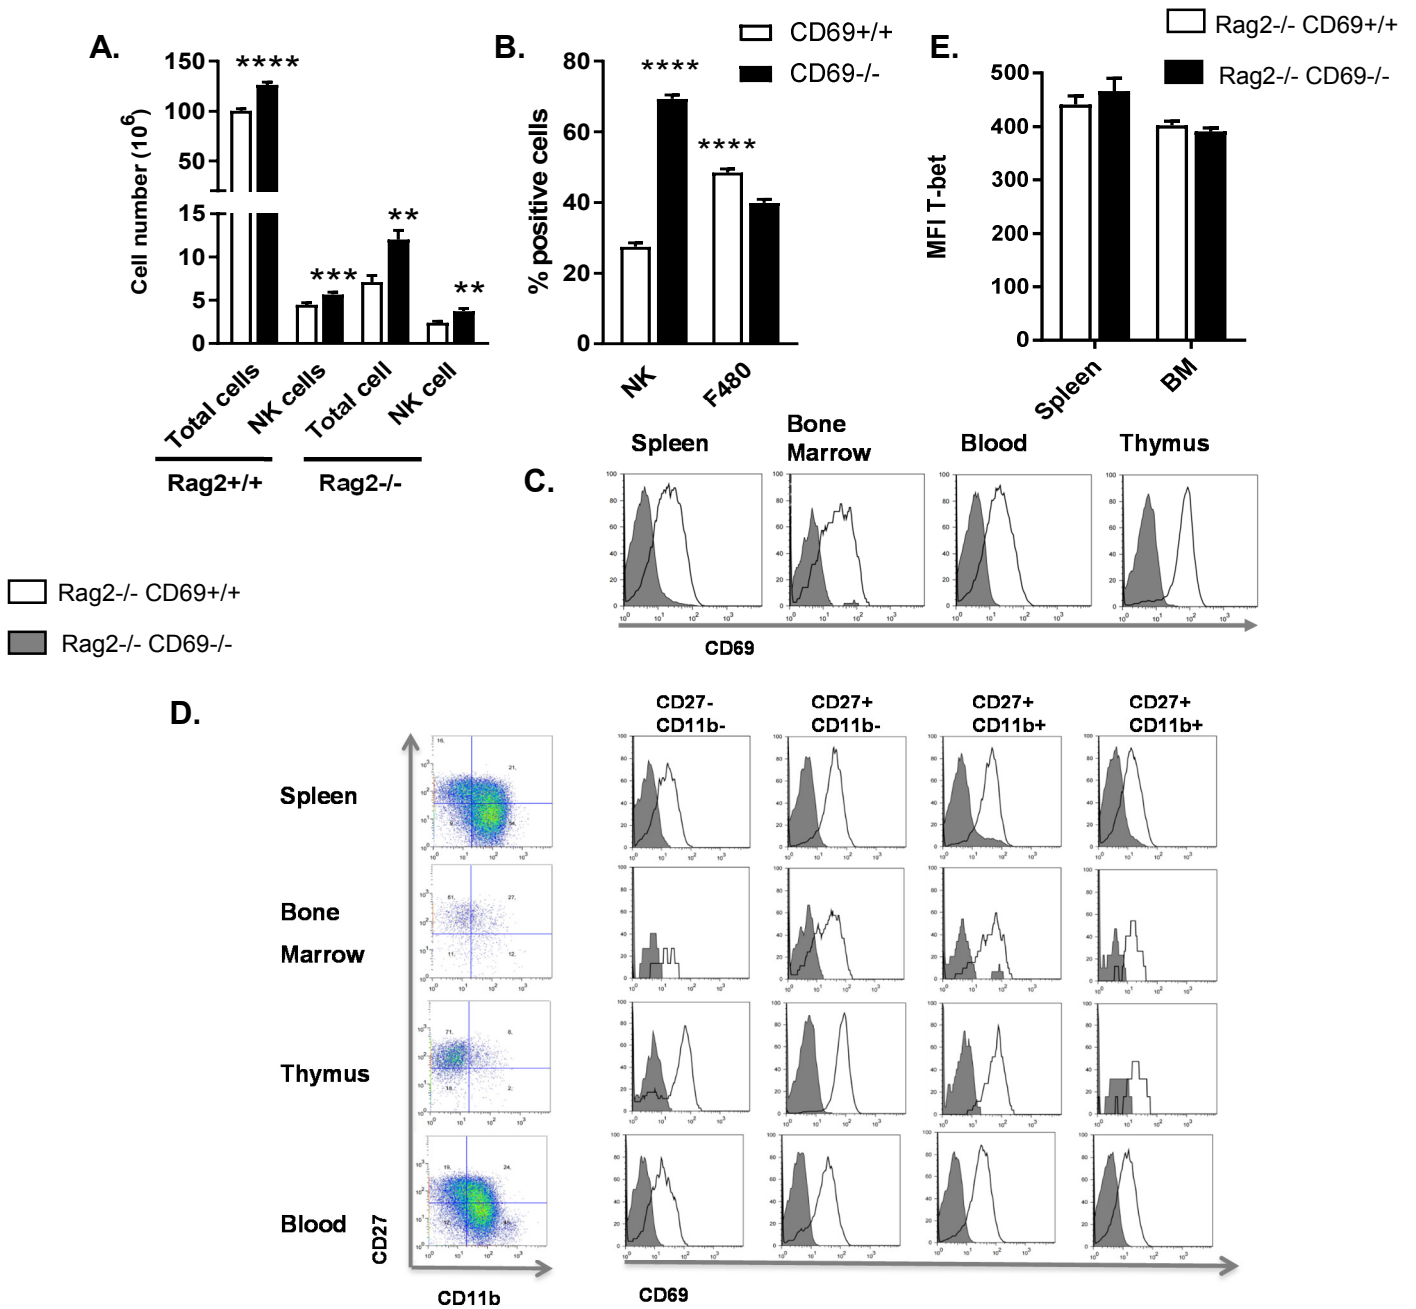 A.
****
150
100
50
15
10
5
0
***
**
**
Cell number (10^6)
Total cells
NK cells
Total cell
NK cell
Rag2+/+
Rag2-/-
B.
CD69+/+
CD69-/-
80
60
40
20
0
****
****
% positive cells
NK
F480
E.
Rag2-/- CD69+/+
Rag2-/- CD69-/-
500
400
300
200
100
0
MFI T-bet
Spleen
BM
C.
Spleen
Bone
Marrow
Blood
Thymus
CD69
Rag2-/- CD69+/+
Rag2-/- CD69-/-
D.
CD27-
CD11b-
CD27+
CD11b-
CD27+
CD11b+
CD27+
CD11b+
Spleen
Bone
Marrow
Thymus
Blood
CD27
CD11b
CD69